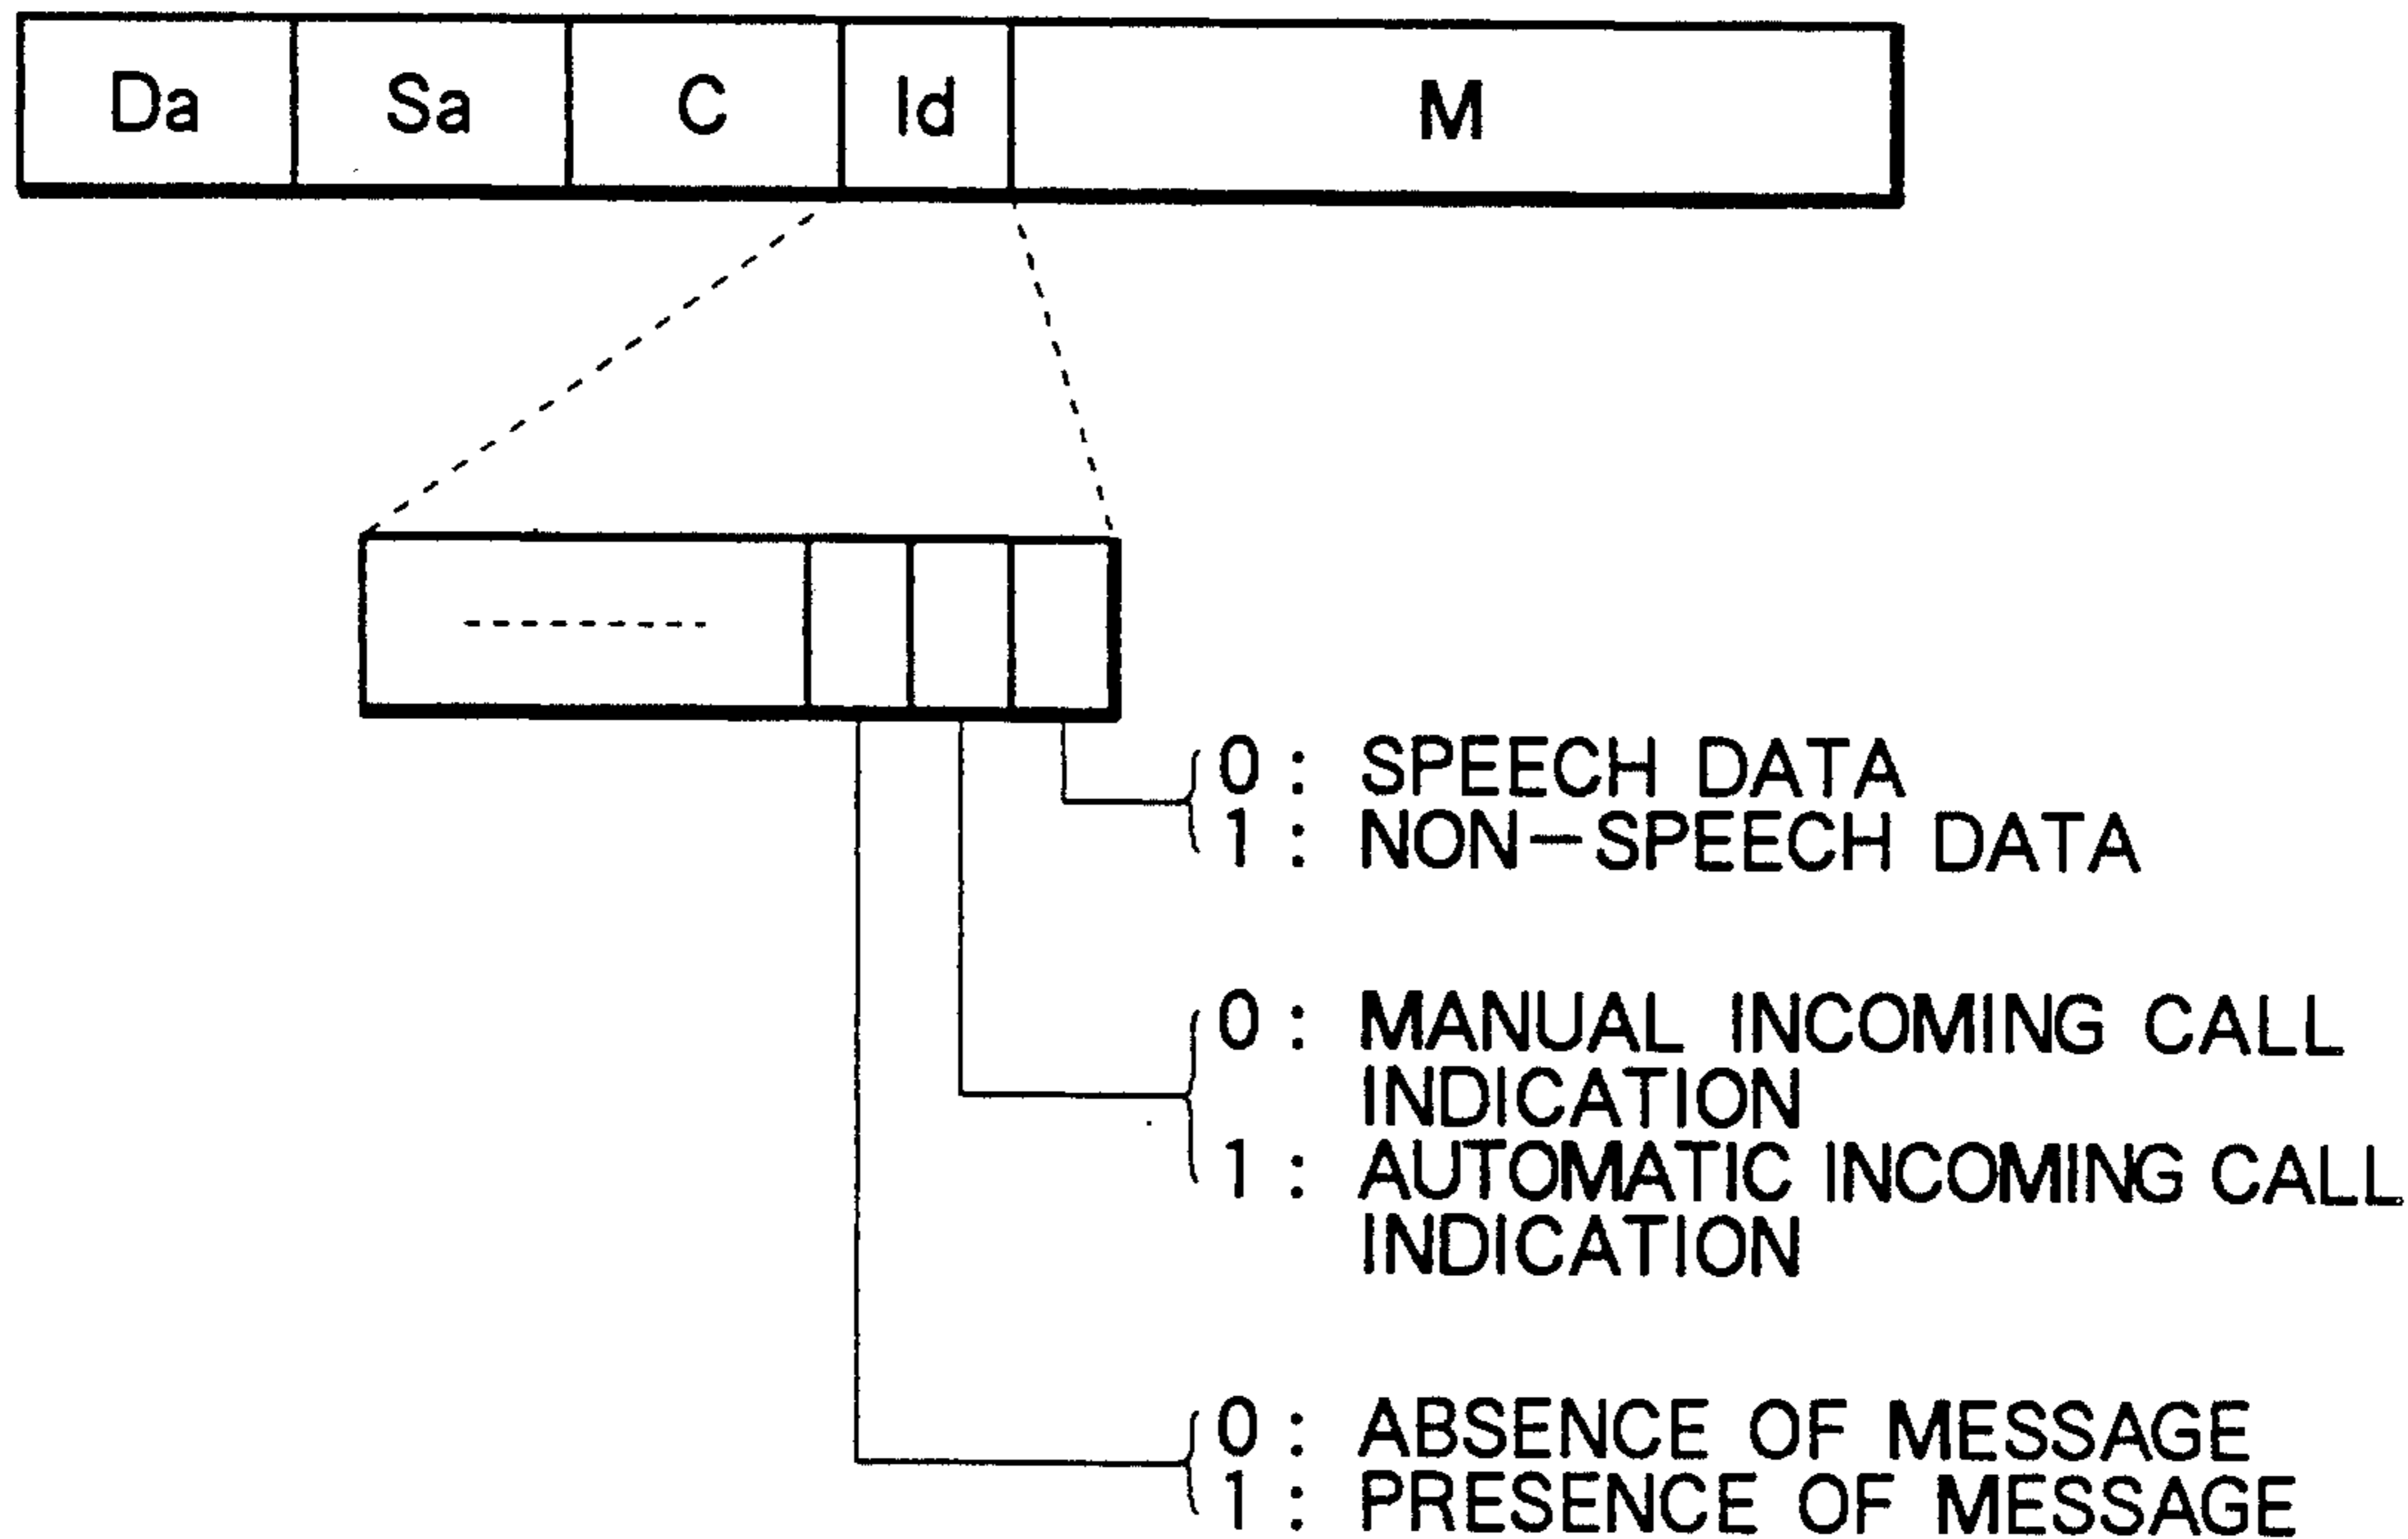 Da Sa C Id M
0 : SPEECH DATA
1 : NON-SPEECH DATA
0 : MANUAL INCOMING CALL
INDICATION
1 : AUTOMATIC INCOMING CALL
INDICATION
0 : ABSENCE OF MESSAGE
1 : PRESENCE OF MESSAGE